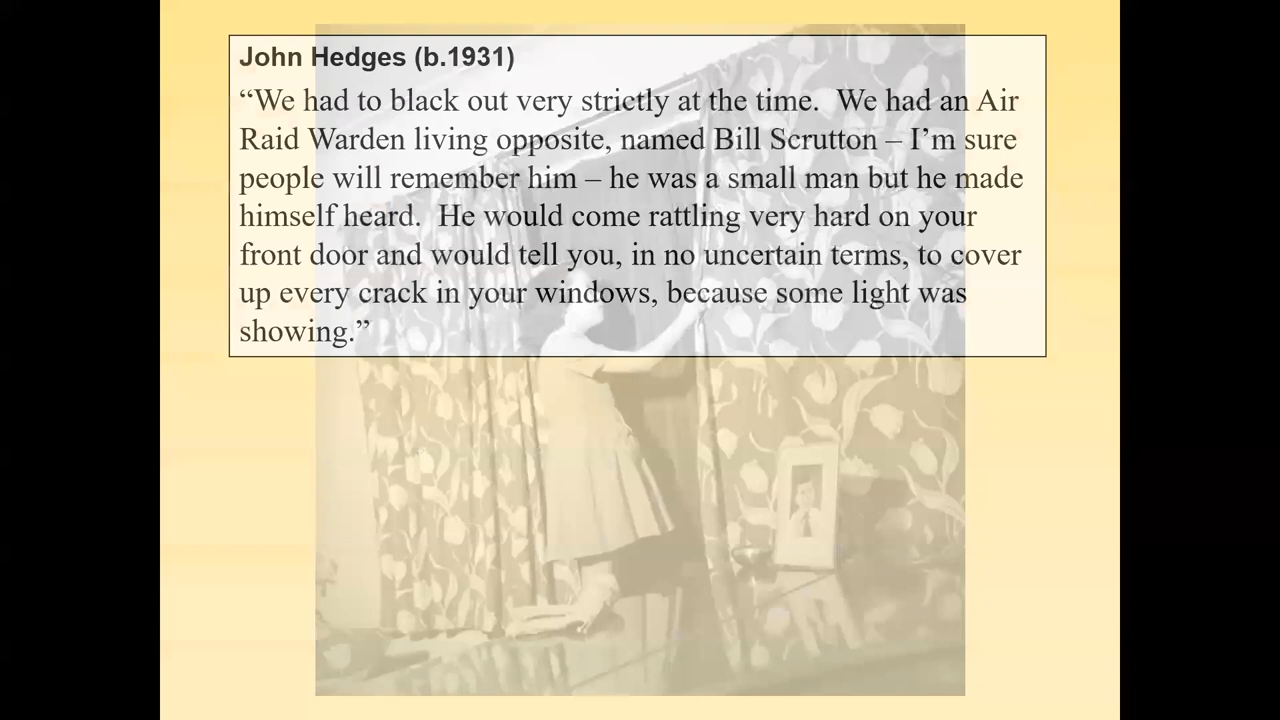 John Hedges (b.1931)
“We had to black out very strictly at the time.  We had an Air
Raid Warden living opposite, named Bill Scrutton – I’m sure
people will remember him – he was a small man but he made
himself heard.  He would come rattling very hard on your
front door and would tell you, in no uncertain terms, to cover
up every crack in your windows, because some light was
showing.”